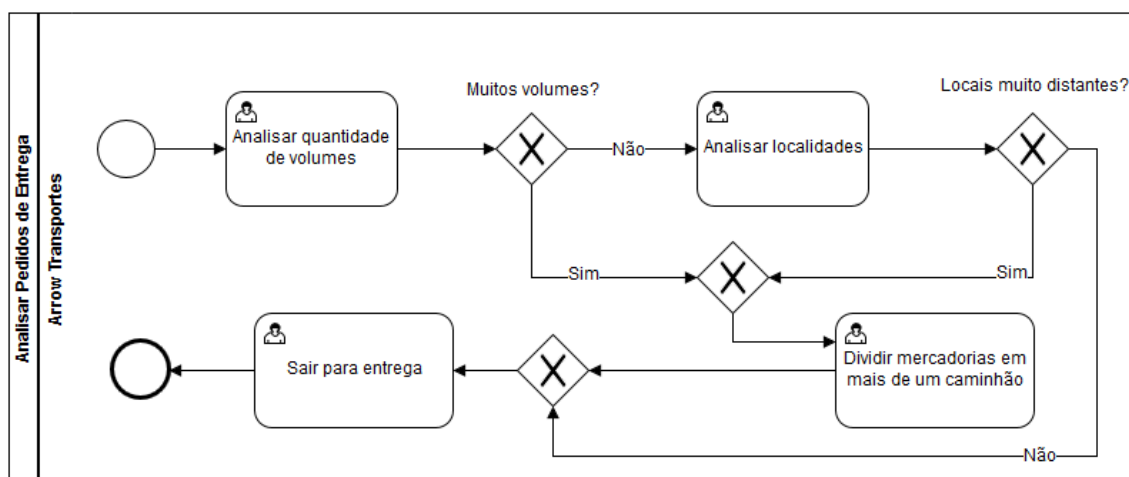 Analisar Pedidos de Entrega
Arrow Transportes
Analisar quantidade
de volumes
Muitos volumes?
Não
Analisar localidades
Locais muito distantes?
Sim
Sim
Sair para entrega
Dividir mercadorias em
mais de um caminhão
Não